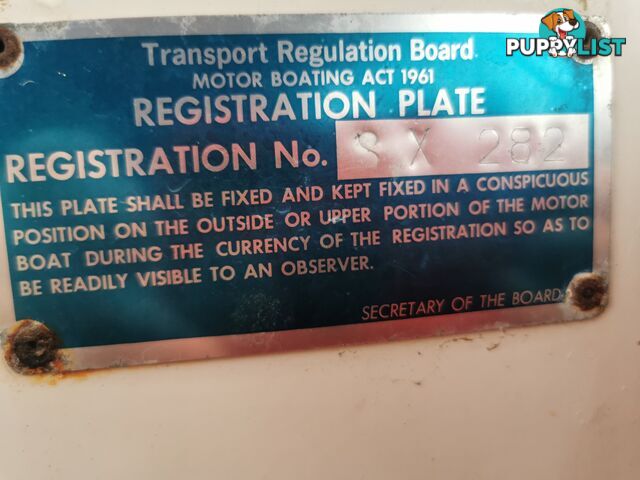 PUPPYLIST
Transport Regulation Board
MOTOR BOATING ACT 1961
REGISTRATION PLATE
REGISTRATION No. SX 282
THIS PLATE SHALL BE FIXED AND KEPT FIXED IN A CONSPICUOUS
POSITION ON THE OUTSIDE OR UPPER PORTION OF THE MOTOR
BOAT DURING THE CURRENCY OF THE REGISTRATION SO AS TO
BE READILY VISIBLE TO AN OBSERVER.
SECRETARY OF THE BOARD